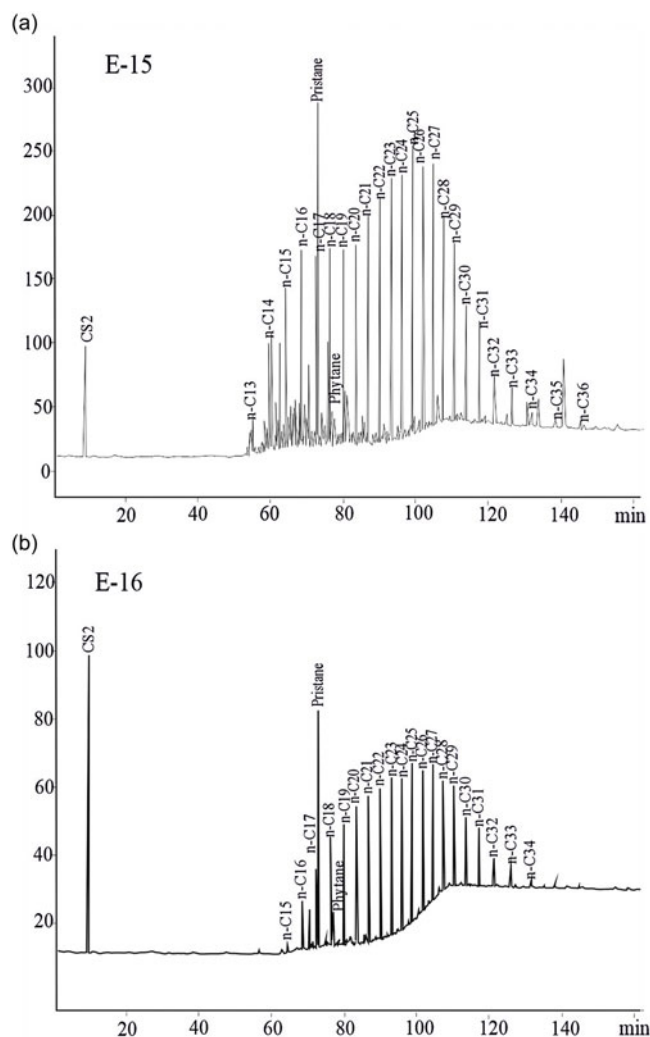 (a)
E-15
300
250
200
150
100
50
0
CS2
n-C13
n-C14
n-C15
n-C16
Pristane
n-C17
n-C18
Phytane
n-C19
n-C20
n-C21
n-C22
n-C23
n-C24
n-C25
n-C26
n-C27
n-C28
n-C29
n-C30
n-C31
n-C32
n-C33
n-C34
n-C35
n-C36
20 40 60 80 100 120 140 min
(b)
E-16
120
100
80
60
40
20
CS2
n-C15
n-C16
n-C17
Pristane
n-C18
Phytane
n-C19
n-C20
n-C21
n-C22
n-C23
n-C24
n-C25
n-C26
n-C27
n-C28
n-C29
n-C30
n-C31
n-C32
n-C33
n-C34
20 40 60 80 100 120 140 min